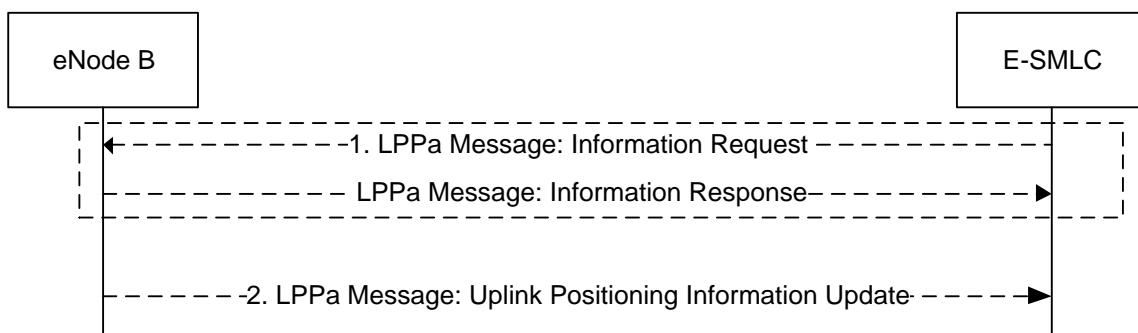 eNode B
E-SMLC
1. LPPa Message: Information Request
LPPa Message: Information Response
2. LPPa Message: Uplink Positioning Information Update